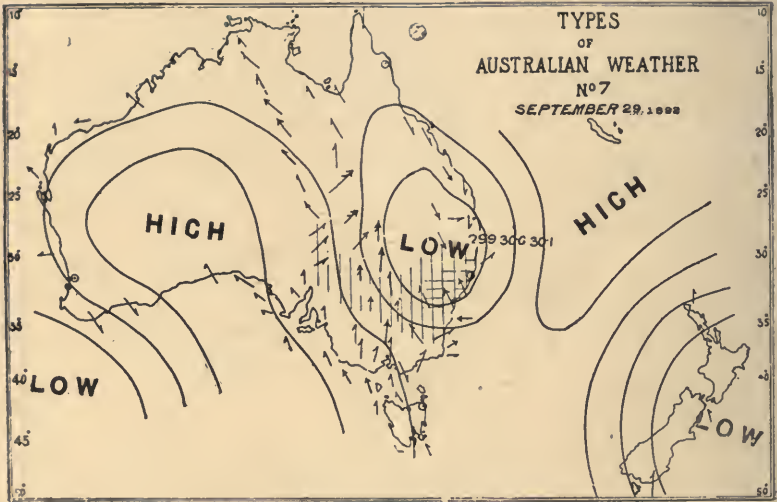 TYPES
OF
AUSTRALIAN WEATHER
No 7
SEPTEMBER 29, 1892
10° 10°
15° 15°
20° 20°
HIGH
25° 25°
HIGH
LOW 29.9 30.0 30.1
30° 30°
35° 35°
LOW
40° 40°
LOW
45° 45°
50° 50°